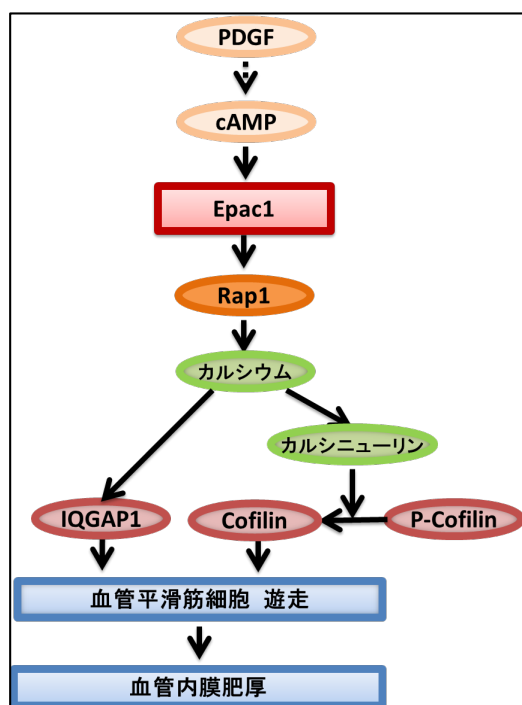 PDGF
cAMP
Epac1
Rap1
カルシウム
カルシニューリン
IQGAP1
Cofilin
P-Cofilin
血管平滑筋細胞 遊走
血管内膜肥厚